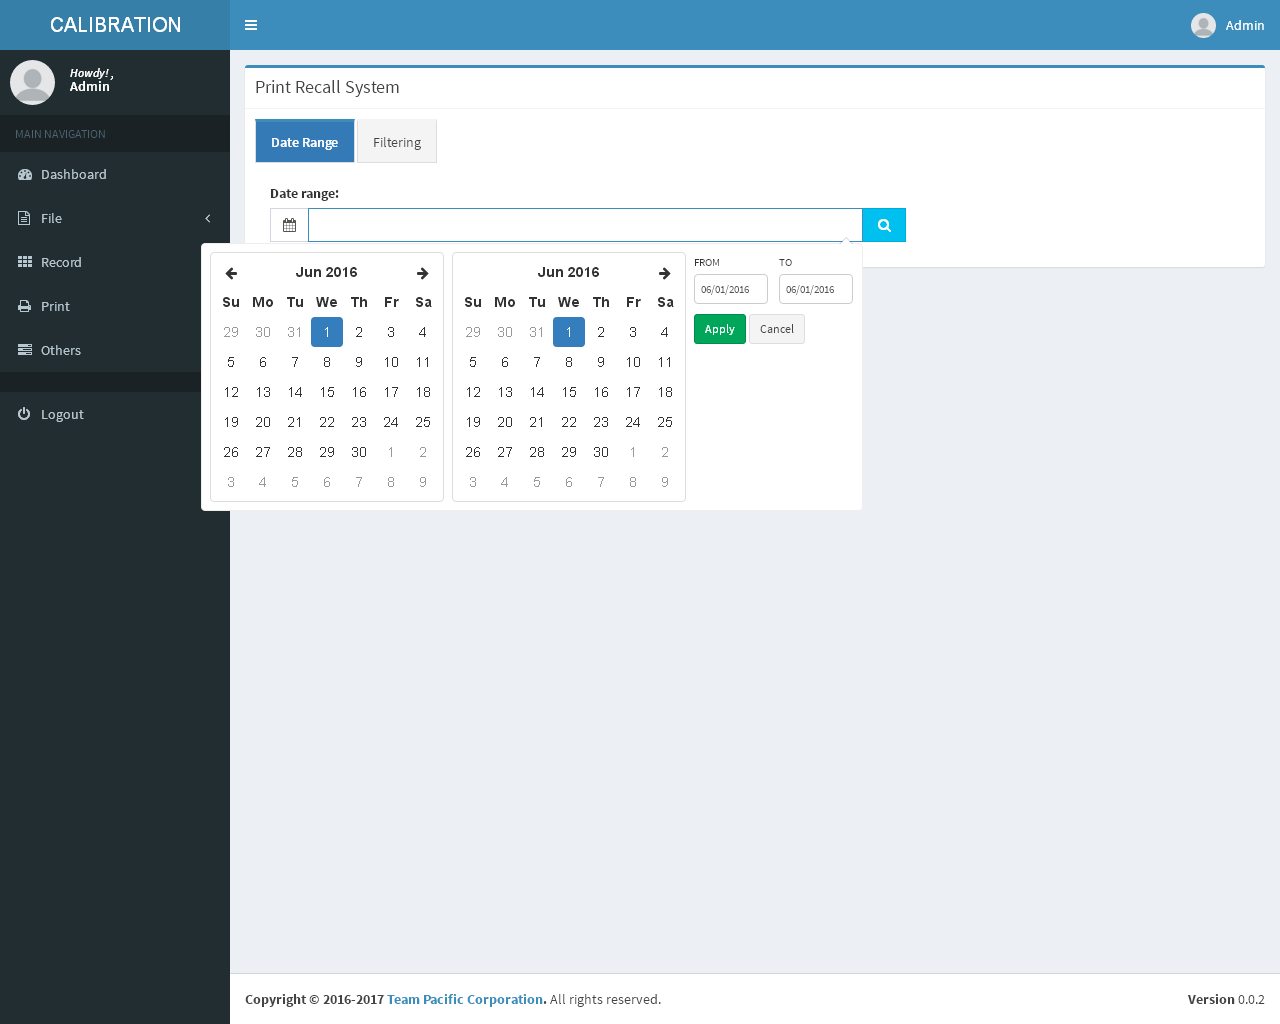 CALIBRATION
Admin
Howdy! ,
Admin
MAIN NAVIGATION
Dashboard
File
Record
Print
Others
Logout
Print Recall System
Date Range
Filtering
Date range:
Jun 2016
Su Mo Tu We Th Fr Sa
29 30 31 1 2 3 4
5 6 7 8 9 10 11
12 13 14 15 16 17 18
19 20 21 22 23 24 25
26 27 28 29 30 1 2
3 4 5 6 7 8 9
Jun 2016
Su Mo Tu We Th Fr Sa
29 30 31 1 2 3 4
5 6 7 8 9 10 11
12 13 14 15 16 17 18
19 20 21 22 23 24 25
26 27 28 29 30 1 2
3 4 5 6 7 8 9
FROM TO
06/01/2016 06/01/2016
Apply Cancel
Copyright © 2016-2017 Team Pacific Corporation. All rights reserved.
Version 0.0.2